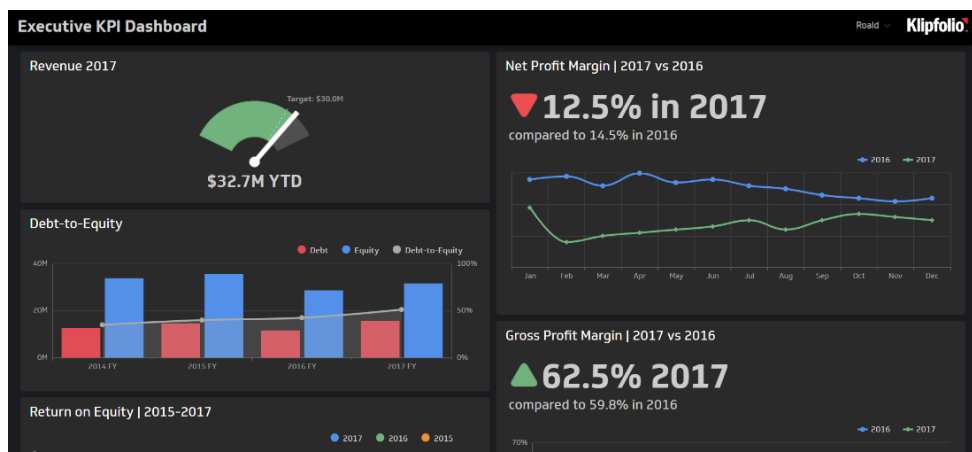 Executive KPI Dashboard
Roald
Klipfolio
Revenue 2017
Target: $30.0M
$32.7M YTD
Debt-to-Equity
Debt Equity Debt-to-Equity
40M 100%
20M 50%
0M 0%
2014 FY 2015 FY 2016 FY 2017 FY
Return on Equity | 2015-2017
2017 2016 2015
Net Profit Margin | 2017 vs 2016
12.5% in 2017
compared to 14.5% in 2016
2016 2017
Jan Feb Mar Apr May Jun Jul Aug Sep Oct Nov Dec
Gross Profit Margin | 2017 vs 2016
62.5% 2017
compared to 59.8% in 2016
2016 2017
70%